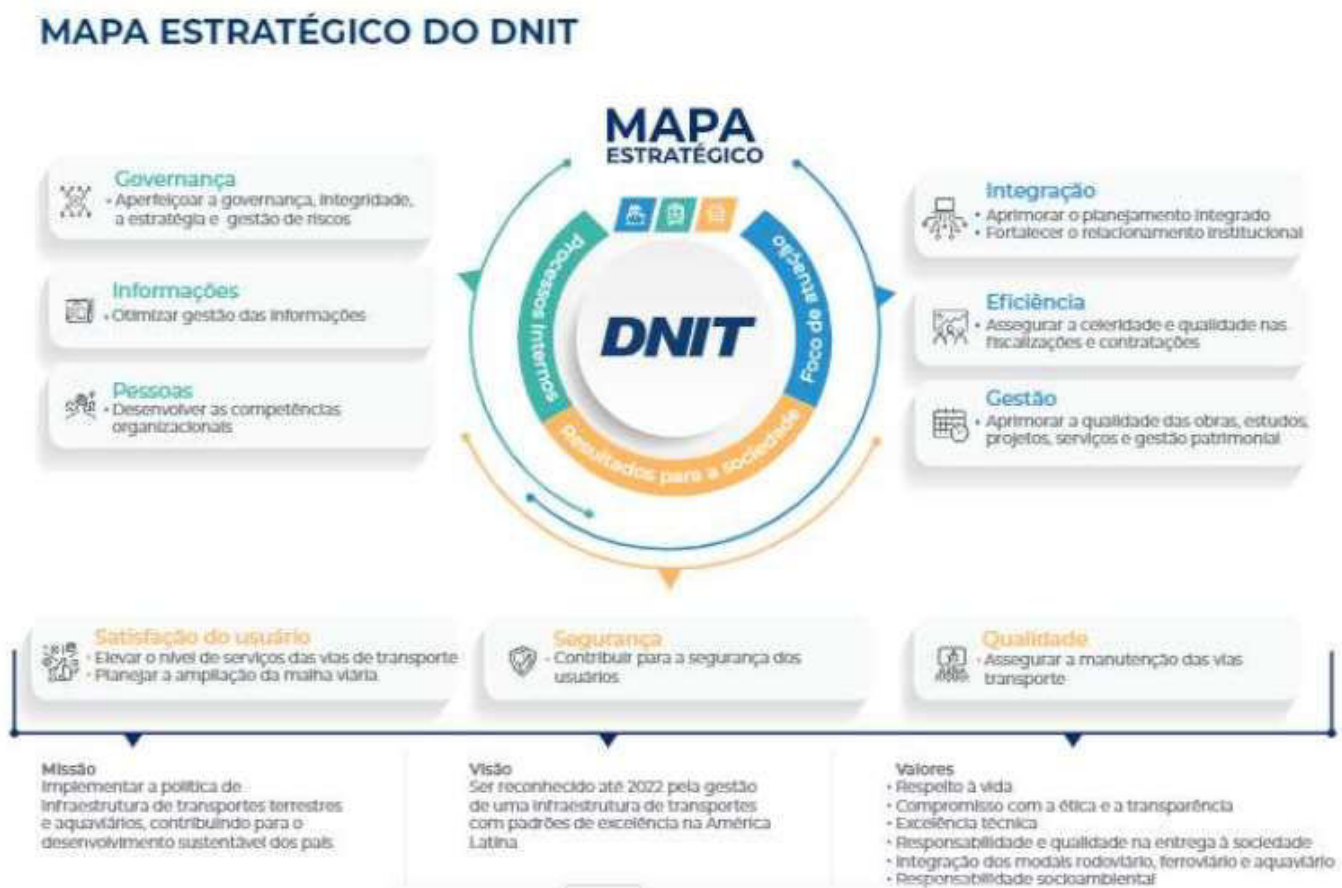 MAPA ESTRATÉGICO DO DNIT
MAPA
ESTRATÉGICO
Governança
• Aperfeiçoar a governança, integridade,
a estratégia e gestão de riscos
Informações
• Otimizar gestão das informações
Pessoas
• Desenvolver as competências
organizacionais
Processos internos
Foco de atuação
Resultados para a sociedade
DNIT
Integração
• Aprimorar o planejamento integrado
• Fortalecer o relacionamento institucional
Eficiência
• Assegurar a celeridade e qualidade nas
fiscalizações e contratações
Gestão
• Aprimorar a qualidade das obras, estudos,
projetos, serviços e gestão patrimonial
Satisfação do usuário
• Elevar o nível de serviços das vias de transporte
• Planejar a ampliação da malha viária
Segurança
• Contribuir para a segurança dos
usuários
Qualidade
• Assegurar a manutenção das vias
transporte
Missão
Implementar a política de
infraestrutura de transportes terrestres
e aquaviários, contribuindo para o
desenvolvimento sustentável dos país
Visão
Ser reconhecido até 2022 pela gestão
de uma infraestrutura de transportes
com padrões de excelência na América
Latina
Valores
• Respeito à vida
• Compromisso com a ética e a transparência
• Excelência técnica
• Responsabilidade e qualidade na entrega à sociedade
• Integração dos modais rodoviário, ferroviário e aquaviário
• Responsabilidade socioambiental